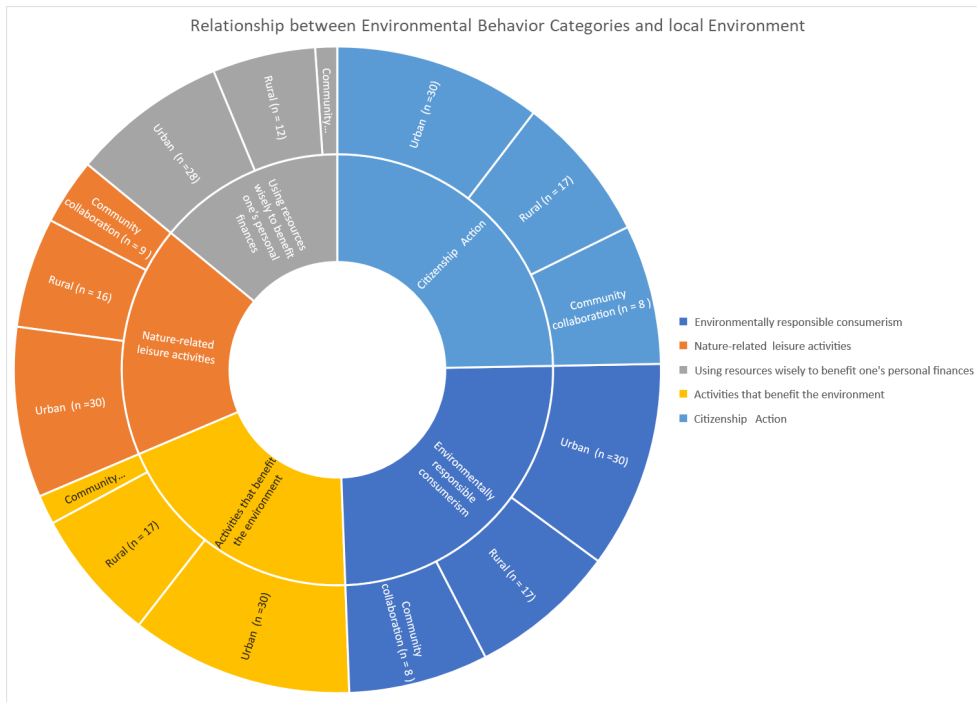 Relationship between Environmental Behavior Categories and local Environment
Urban (n =30)
Rural (n = 17)
Community
collaboration (n = 8 )
Citizenship Action
Urban (n =30)
Rural (n = 17)
Community
collaboration (n = 8 )
Environmentally
responsible
consumerism
Urban (n =30)
Rural (n = 17)
Community...
Activities that benefit
the environment
Urban (n =30)
Rural (n = 16)
Community
collaboration (n = 9 )
Nature-related
leisure activities
Urban (n =28)
Rural (n = 12)
Community...
Using resources
wisely to benefit
one's personal
finances
Environmentally responsible consumerism
Nature-related leisure activities
Using resources wisely to benefit one's personal finances
Activities that benefit the environment
Citizenship Action